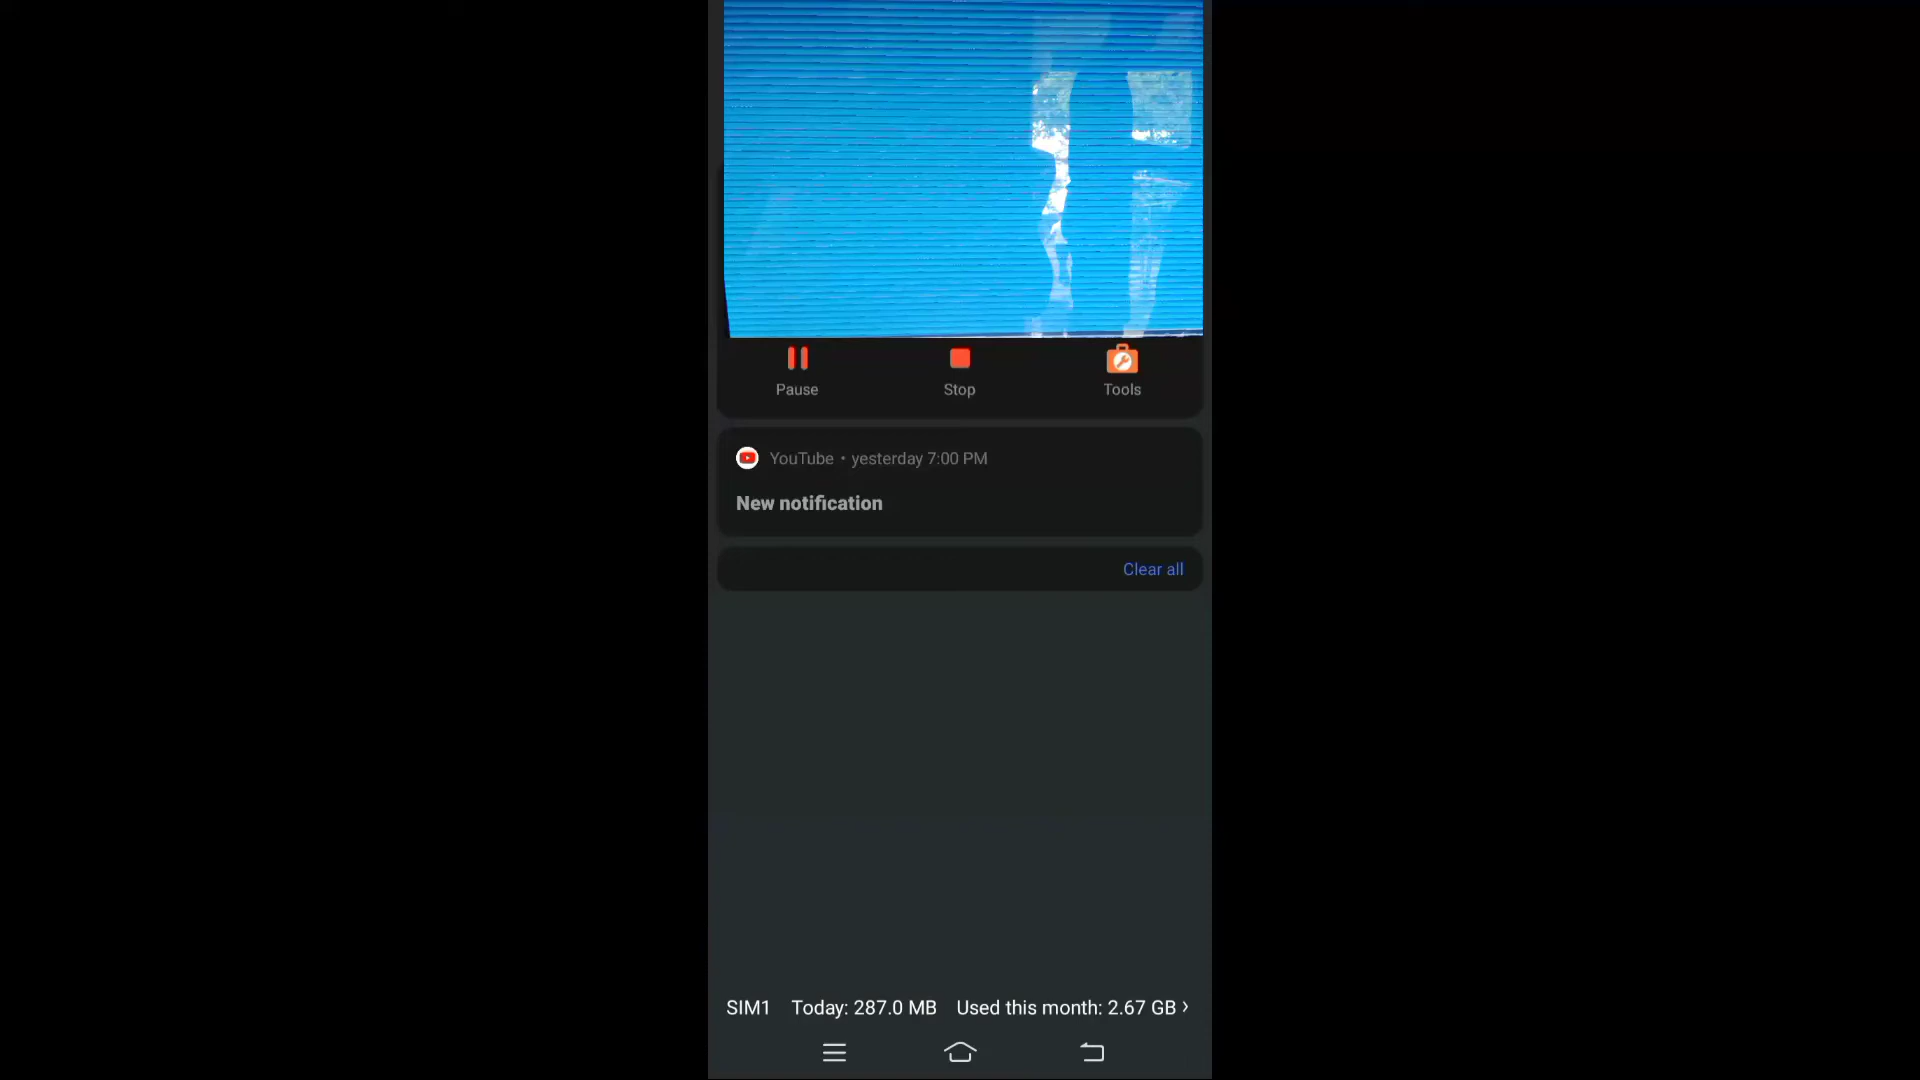 Pause Stop Tools
YouTube • yesterday 7:00 PM
New notification
Clear all
SIM1 Today: 287.0 MB Used this month: 2.67 GB ›